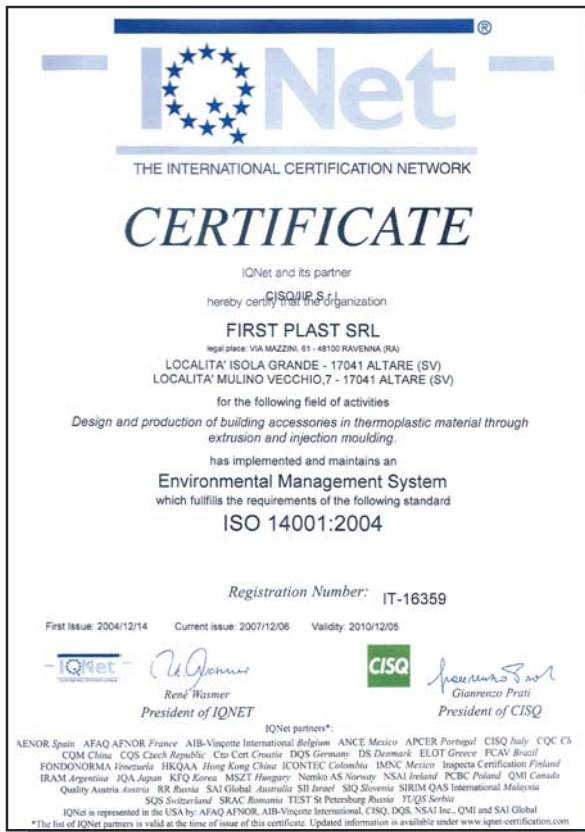 IQNet®
THE INTERNATIONAL CERTIFICATION NETWORK
CERTIFICATE
IQNet and its partner
CISQ/IIP S.r.l.
hereby certify that the organization
FIRST PLAST SRL
legal place: VIA MAZZINI, 61 - 48100 RAVENNA (RA)
LOCALITA' ISOLA GRANDE - 17041 ALTARE (SV)
LOCALITA' MULINO VECCHIO,7 - 17041 ALTARE (SV)
for the following field of activities
Design and production of building accessories in thermoplastic material through
extrusion and injection moulding.
has implemented and maintains an
Environmental Management System
which fullfills the requirements of the following standard
ISO 14001:2004
Registration Number: IT-16359
First Issue: 2004/12/14 Current issue: 2007/12/06 Validity: 2010/12/05
IQNet
CISQ
René Wasmer
Gianrenzo Prati
President of IQNET
President of CISQ
IQNet partners*:
AENOR Spain AFAQ AFNOR France AIB-Vinçotte International Belgium ANCE Mexico APCER Portugal CISQ Italy CQC Ch
CQM China CQS Czech Republic Cro Cert Croatia DQS Germany DS Denmark ELOT Greece FCAV Brazil
FONDONORMA Venezuela HKQAA Hong Kong China ICONTEC Colombia IMNC Mexico Inspecta Certification Finland
IRAM Argentina JQA Japan KFQ Korea MSZT Hungary Nemko AS Norway NSAI Ireland PCBC Poland QMI Canada
Quality Austria Austria RR Russia SAI Global Australia SII Israel SIQ Slovenia SIRIM QAS International Malaysia
SQS Switzerland SRAC Romania TEST St Petersburg Russia YUQS Serbia
IQNet is represented in the USA by: AFAQ AFNOR, AIB-Vinçotte International, CISQ, DQS, NSAI Inc., QMI and SAI Global
*The list of IQNet partners is valid at the time of issue of this certificate. Updated information is available under www.iqnet-certification.com